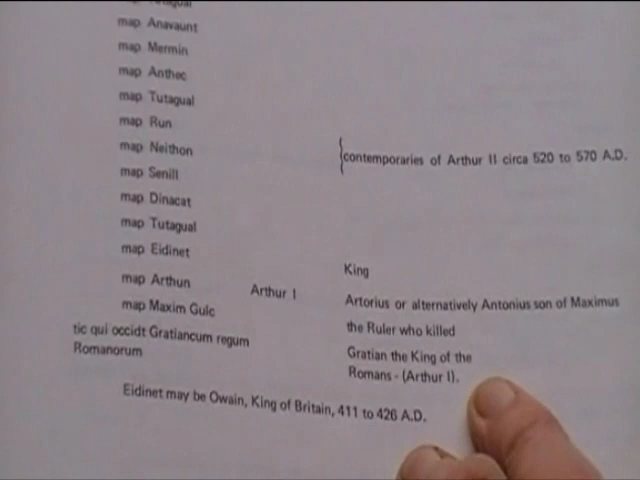 map Tutagual
map Anavaunt
map Mermin
map Anthec
map Tutagual
map Run
map Neithon
contemporaries of Arthur II circa 520 to 570 A.D.
map Senill
map Dinacat
map Tutagual
map Eidinet
King
map Arthun Arthur I
Artorius or alternatively Antonius son of Maximus
map Maxim Gulc
the Ruler who killed
tic qui occidt Gratiancum regum
Romanorum
Gratian the King of the
Romans - (Arthur I).
Eidinet may be Owain, King of Britain, 411 to 426 A.D.